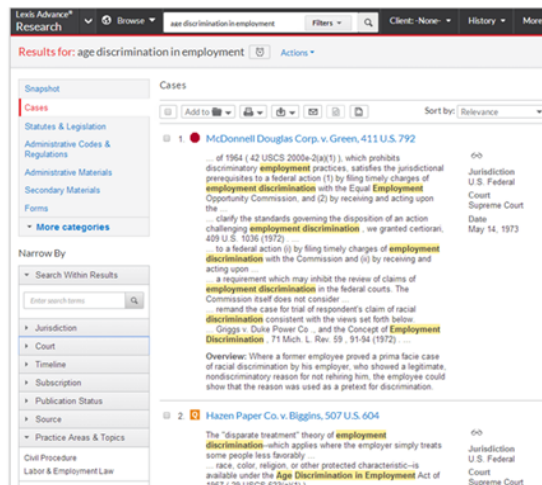 Lexis Advance®
Research
Browse
age discrimination in employment
Filters
Client: -None-
History
More
Results for: age discrimination in employment
Actions
Snapshot
Cases
Statutes & Legislation
Administrative Codes &
Regulations
Administrative Materials
Secondary Materials
Forms
More categories
Narrow By
Search Within Results
Enter search terms
Jurisdiction
Court
Timeline
Subscription
Publication Status
Source
Practice Areas & Topics
Civil Procedure
Labor & Employment Law
Cases
Add to
Sort by: Relevance
1. McDonnell Douglas Corp. v. Green, 411 U.S. 792
... of 1964 ( 42 USCS 2000e-2(a)(1) ), which prohibits
discriminatory employment practices, satisfies the jurisdictional
prerequisites to a federal action (1) by filing timely charges of
employment discrimination with the Equal Employment
Opportunity Commission, and (2) by receiving and acting upon
the ...
... clarify the standards governing the disposition of an action
challenging employment discrimination , we granted certiorari,
409 U.S. 1036 (1972) . ...
... to a federal action (i) by filing timely charges of employment
discrimination with the Commission and (ii) by receiving and
acting upon ...
... a requirement which may inhibit the review of claims of
employment discrimination in the federal courts. The
Commission itself does not consider ...
... remand the case for trial of respondent's claim of racial
discrimination consistent with the views set forth below.
... Griggs v. Duke Power Co ., and the Concept of Employment
Discrimination , 71 Mich. L. Rev. 59 , 91-94 (1972) . ...
Overview: Where a former employee proved a prima facie case
of racial discrimination by his employer, who showed a legitimate,
nondiscriminatory reason for not rehiring him, the employee could
show that the reason was used as a pretext for discrimination.
Jurisdiction
U.S. Federal
Court
Supreme Court
Date
May 14, 1973
2. Q Hazen Paper Co. v. Biggins, 507 U.S. 604
The "disparate treatment" theory of employment
discrimination--which applies where the employer simply treats
some people less favorably ...
... race, color, religion, or other protected characteristic--is
available under the Age Discrimination in Employment Act of
Jurisdiction
U.S. Federal
Court
Supreme Court